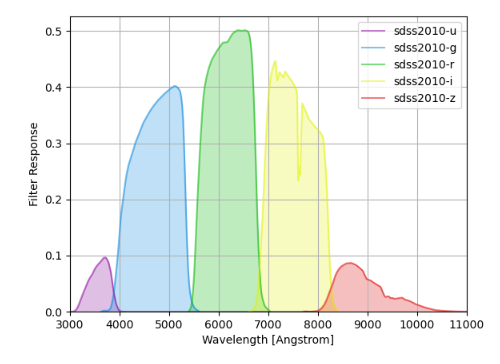 sdss2010-u
sdss2010-g
sdss2010-r
sdss2010-i
sdss2010-z
Filter Response
0.5
0.4
0.3
0.2
0.1
0.0
3000 4000 5000 6000 7000 8000 9000 10000 11000
Wavelength [Angstrom]